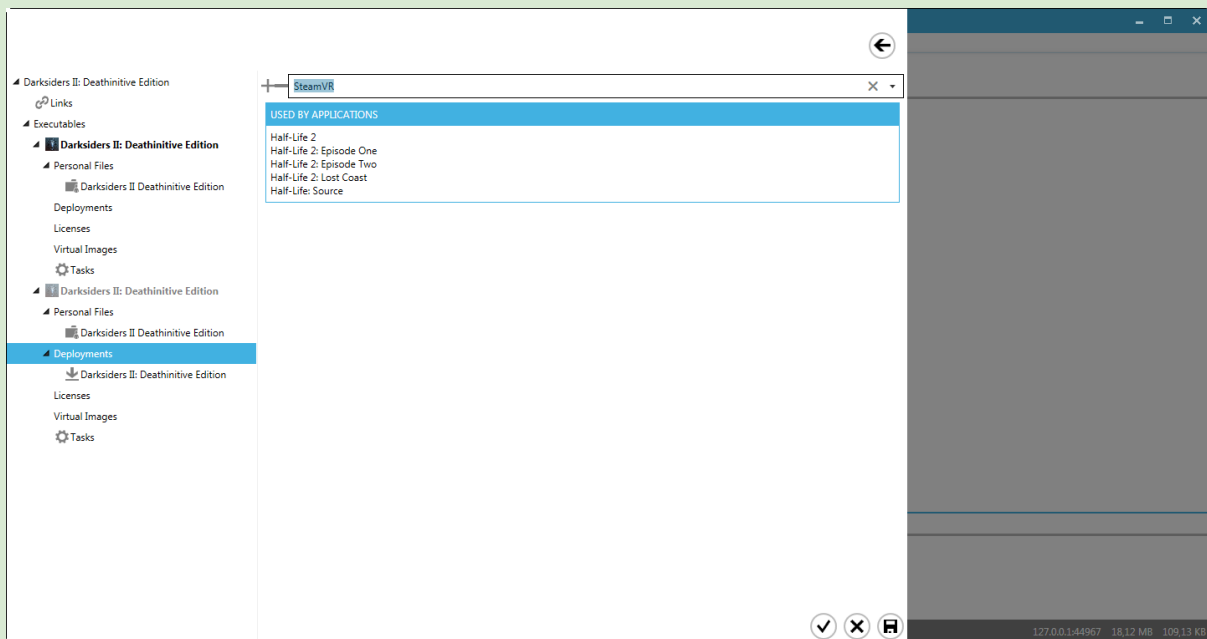 Darksiders II: Deathinitive Edition
Links
Executables
Darksiders II: Deathinitive Edition
Personal Files
Darksiders II Deathinitive Edition
Deployments
Licenses
Virtual Images
Tasks
Darksiders II: Deathinitive Edition
Personal Files
Darksiders II Deathinitive Edition
Deployments
Darksiders II: Deathinitive Edition
Licenses
Virtual Images
Tasks
SteamVR
USED BY APPLICATIONS
Half-Life 2
Half-Life 2: Episode One
Half-Life 2: Episode Two
Half-Life 2: Lost Coast
Half-Life: Source
127.0.0.1:44967 18,12 MB 109,13 KB